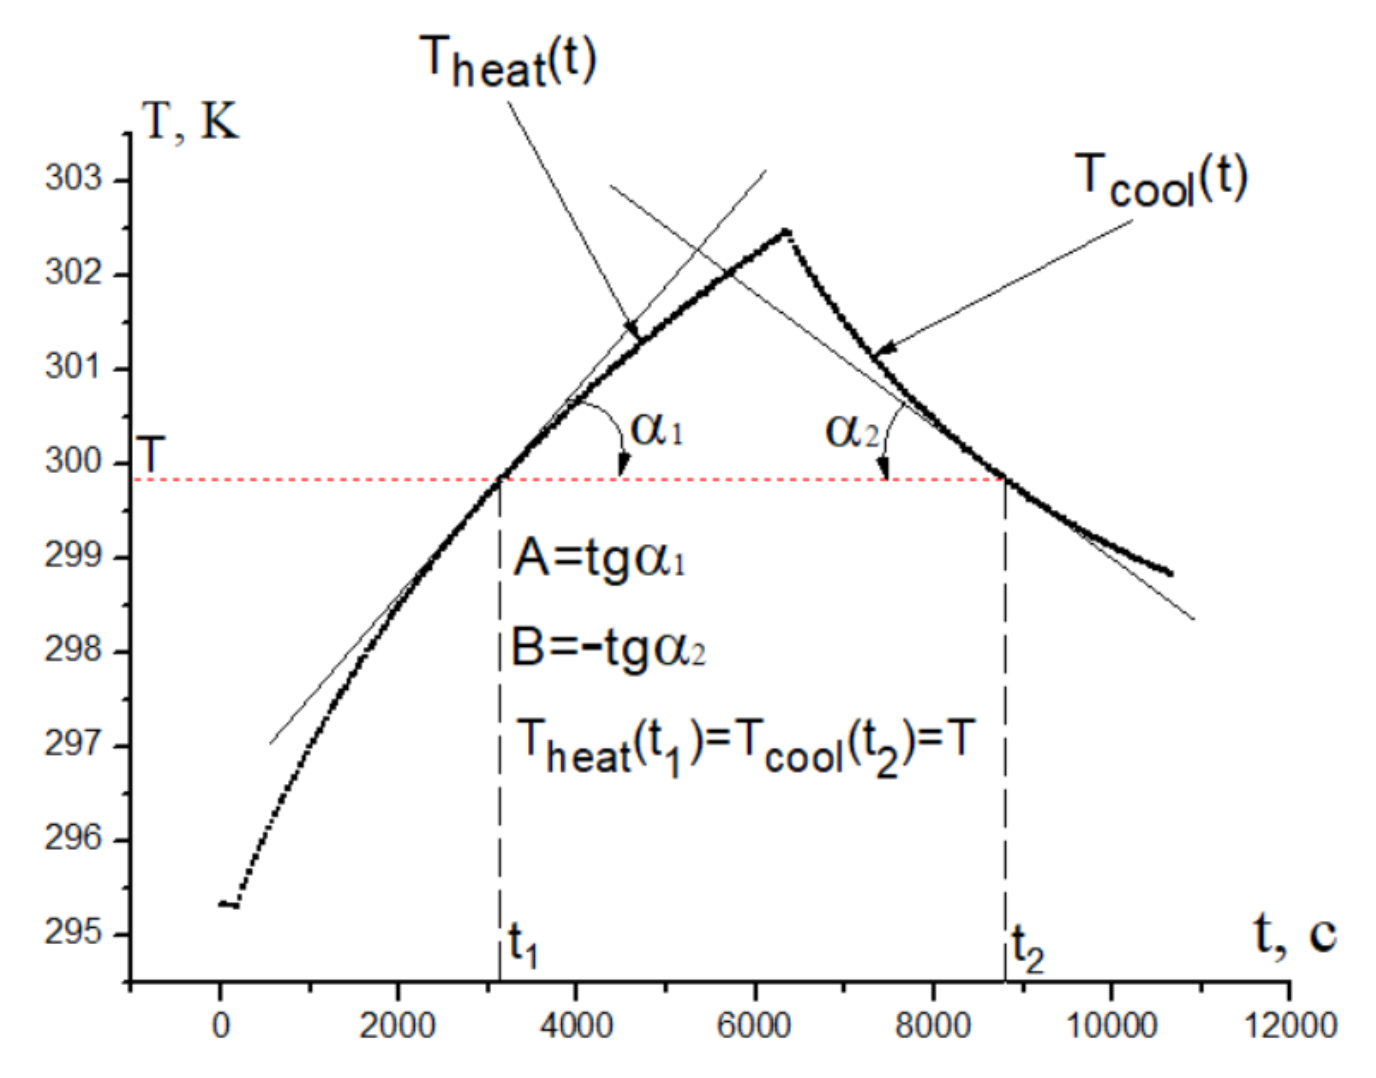 T_heat(t)
T, K
T_cool(t)
303
302
301
300
299
298
297
296
295
T
α₁
α₂
A=tgα₁
B=-tgα₂
T_heat(t₁)=T_cool(t₂)=T
t₁
t₂
t, c
0 2000 4000 6000 8000 10000 12000